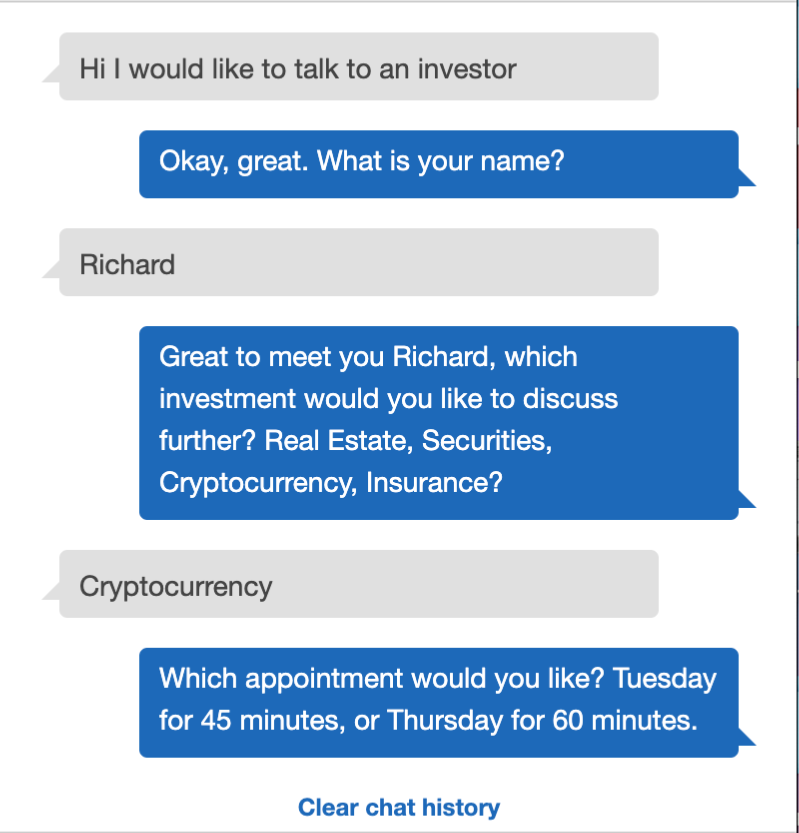 Hi I would like to talk to an investor
Okay, great. What is your name?
Richard
Great to meet you Richard, which
investment would you like to discuss
further? Real Estate, Securities,
Cryptocurrency, Insurance?
Cryptocurrency
Which appointment would you like? Tuesday
for 45 minutes, or Thursday for 60 minutes.
Clear chat history